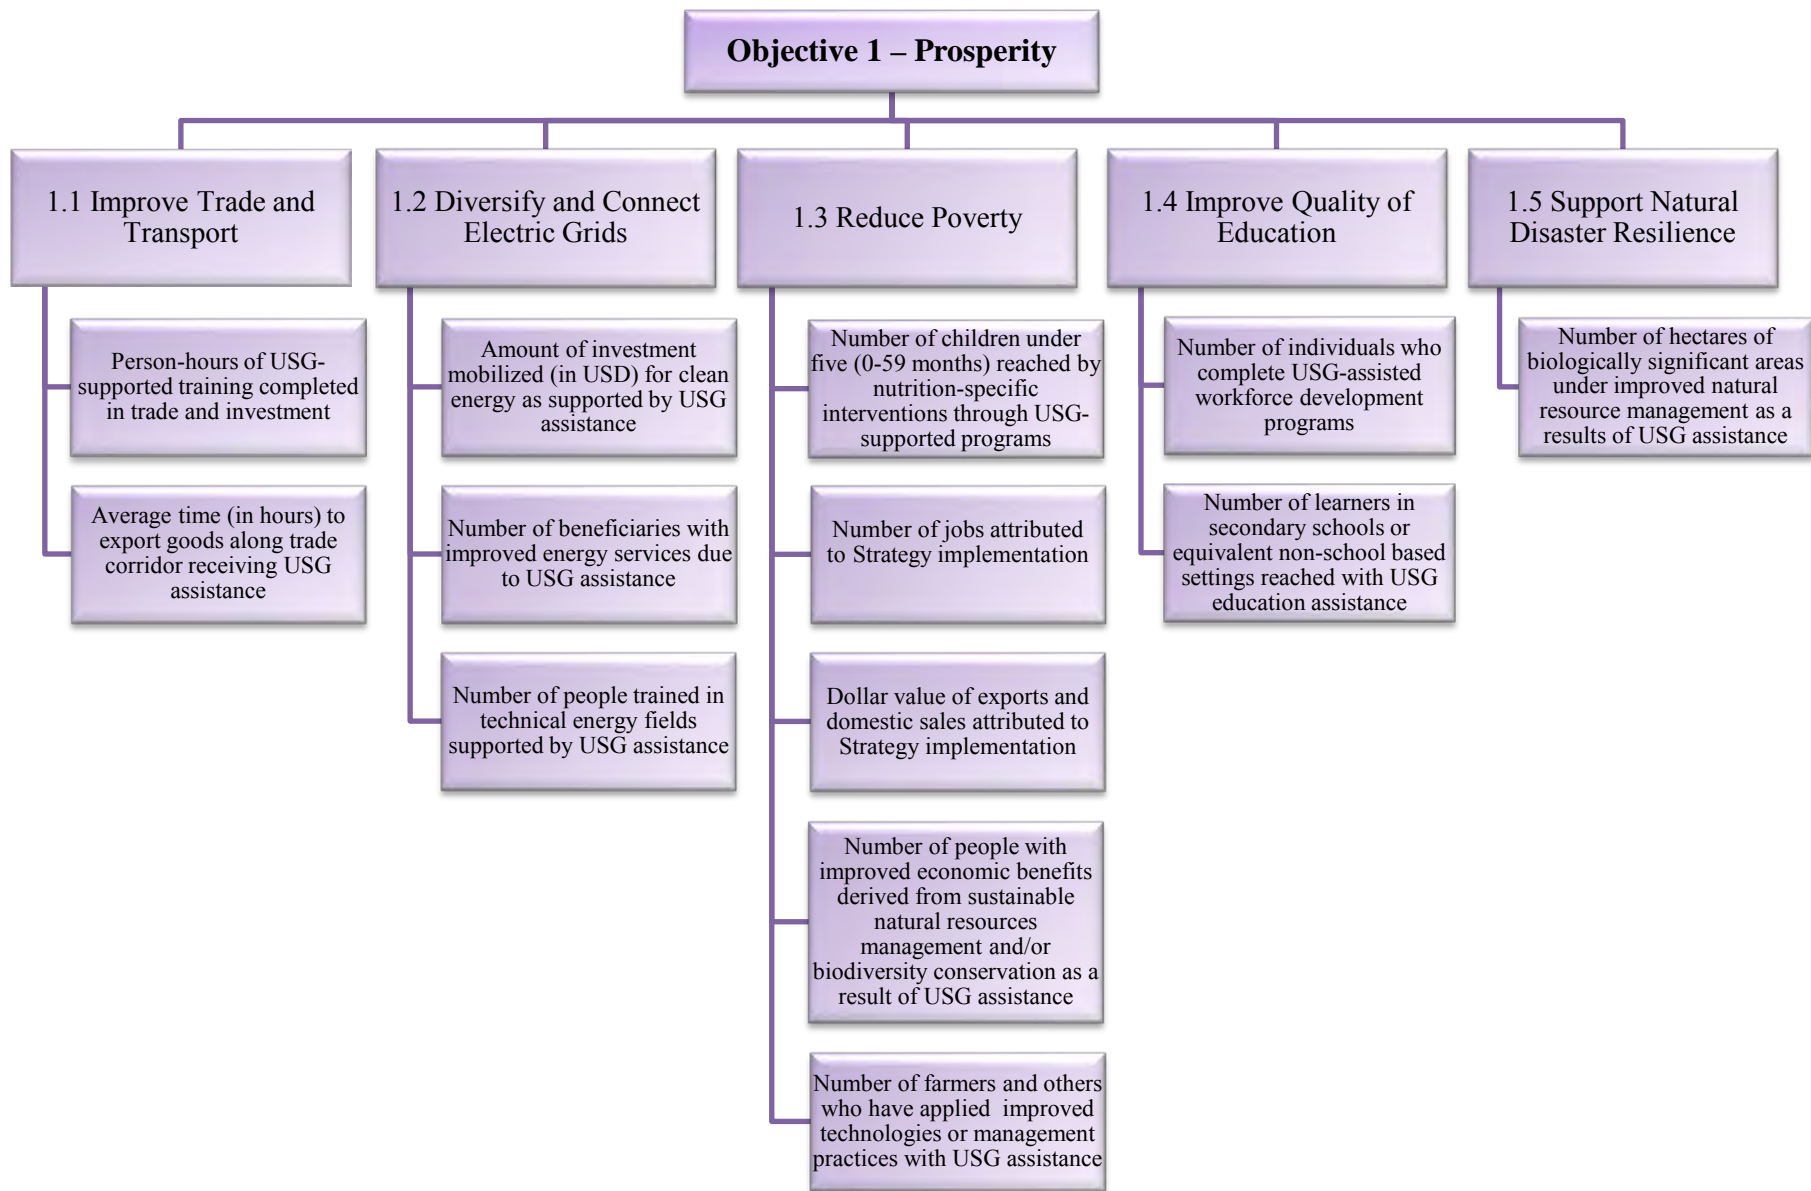 Objective 1 – Prosperity
1.1 Improve Trade and
Transport
Person-hours of USG-
supported training completed
in trade and investment
Average time (in hours) to
export goods along trade
corridor receiving USG
assistance
1.2 Diversify and Connect
Electric Grids
Amount of investment
mobilized (in USD) for clean
energy as supported by USG
assistance
Number of beneficiaries with
improved energy services due
to USG assistance
Number of people trained in
technical energy fields
supported by USG assistance
1.3 Reduce Poverty
Number of children under
five (0-59 months) reached by
nutrition-specific
interventions through USG-
supported programs
Number of jobs attributed
to Strategy implementation
Dollar value of exports and
domestic sales attributed to
Strategy implementation
Number of people with
improved economic benefits
derived from sustainable
natural resources
management and/or
biodiversity conservation as a
result of USG assistance
Number of farmers and others
who have applied improved
technologies or management
practices with USG assistance
1.4 Improve Quality of
Education
Number of individuals who
complete USG-assisted
workforce development
programs
Number of learners in
secondary schools or
equivalent non-school based
settings reached with USG
education assistance
1.5 Support Natural
Disaster Resilience
Number of hectares of
biologically significant areas
under improved natural
resource management as a
results of USG assistance